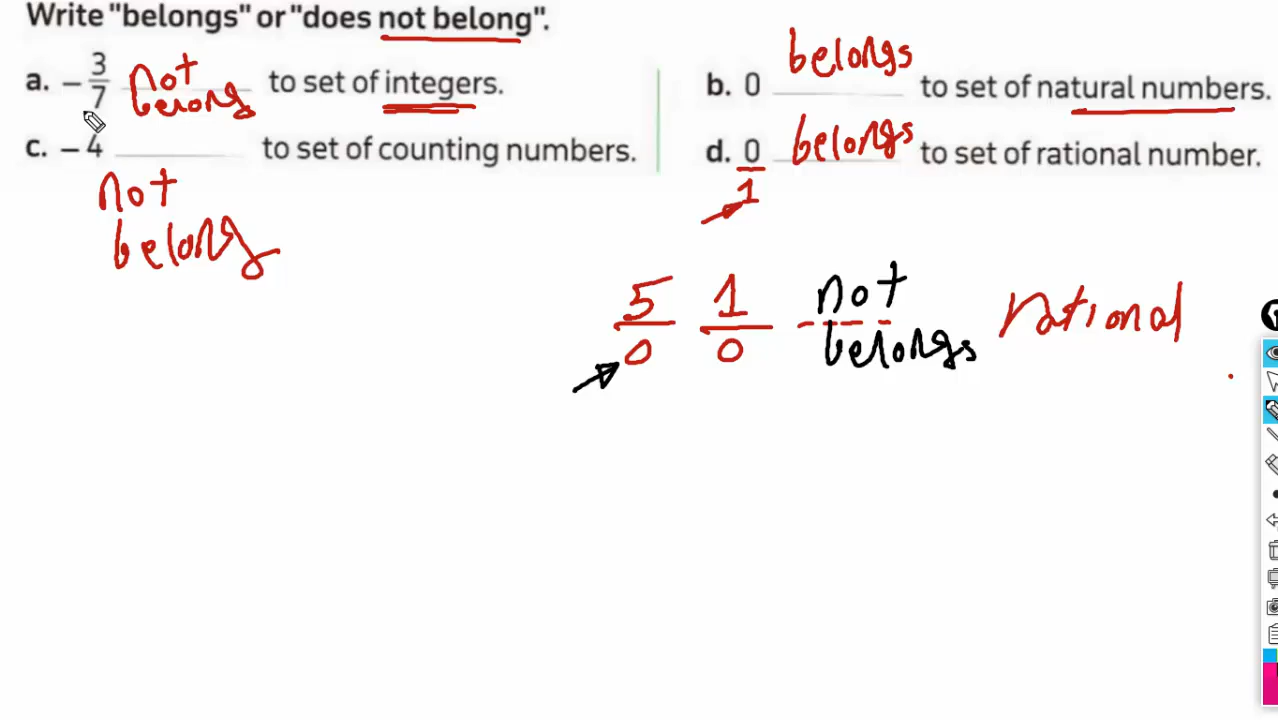 Write "belongs" or "does not belong".
a. – 3/7 not belong to set of integers.
b. 0 belongs to set of natural numbers.
c. – 4 not belong to set of counting numbers.
d. 0/1 belongs to set of rational number.
5/0 1/0 not belongs rational